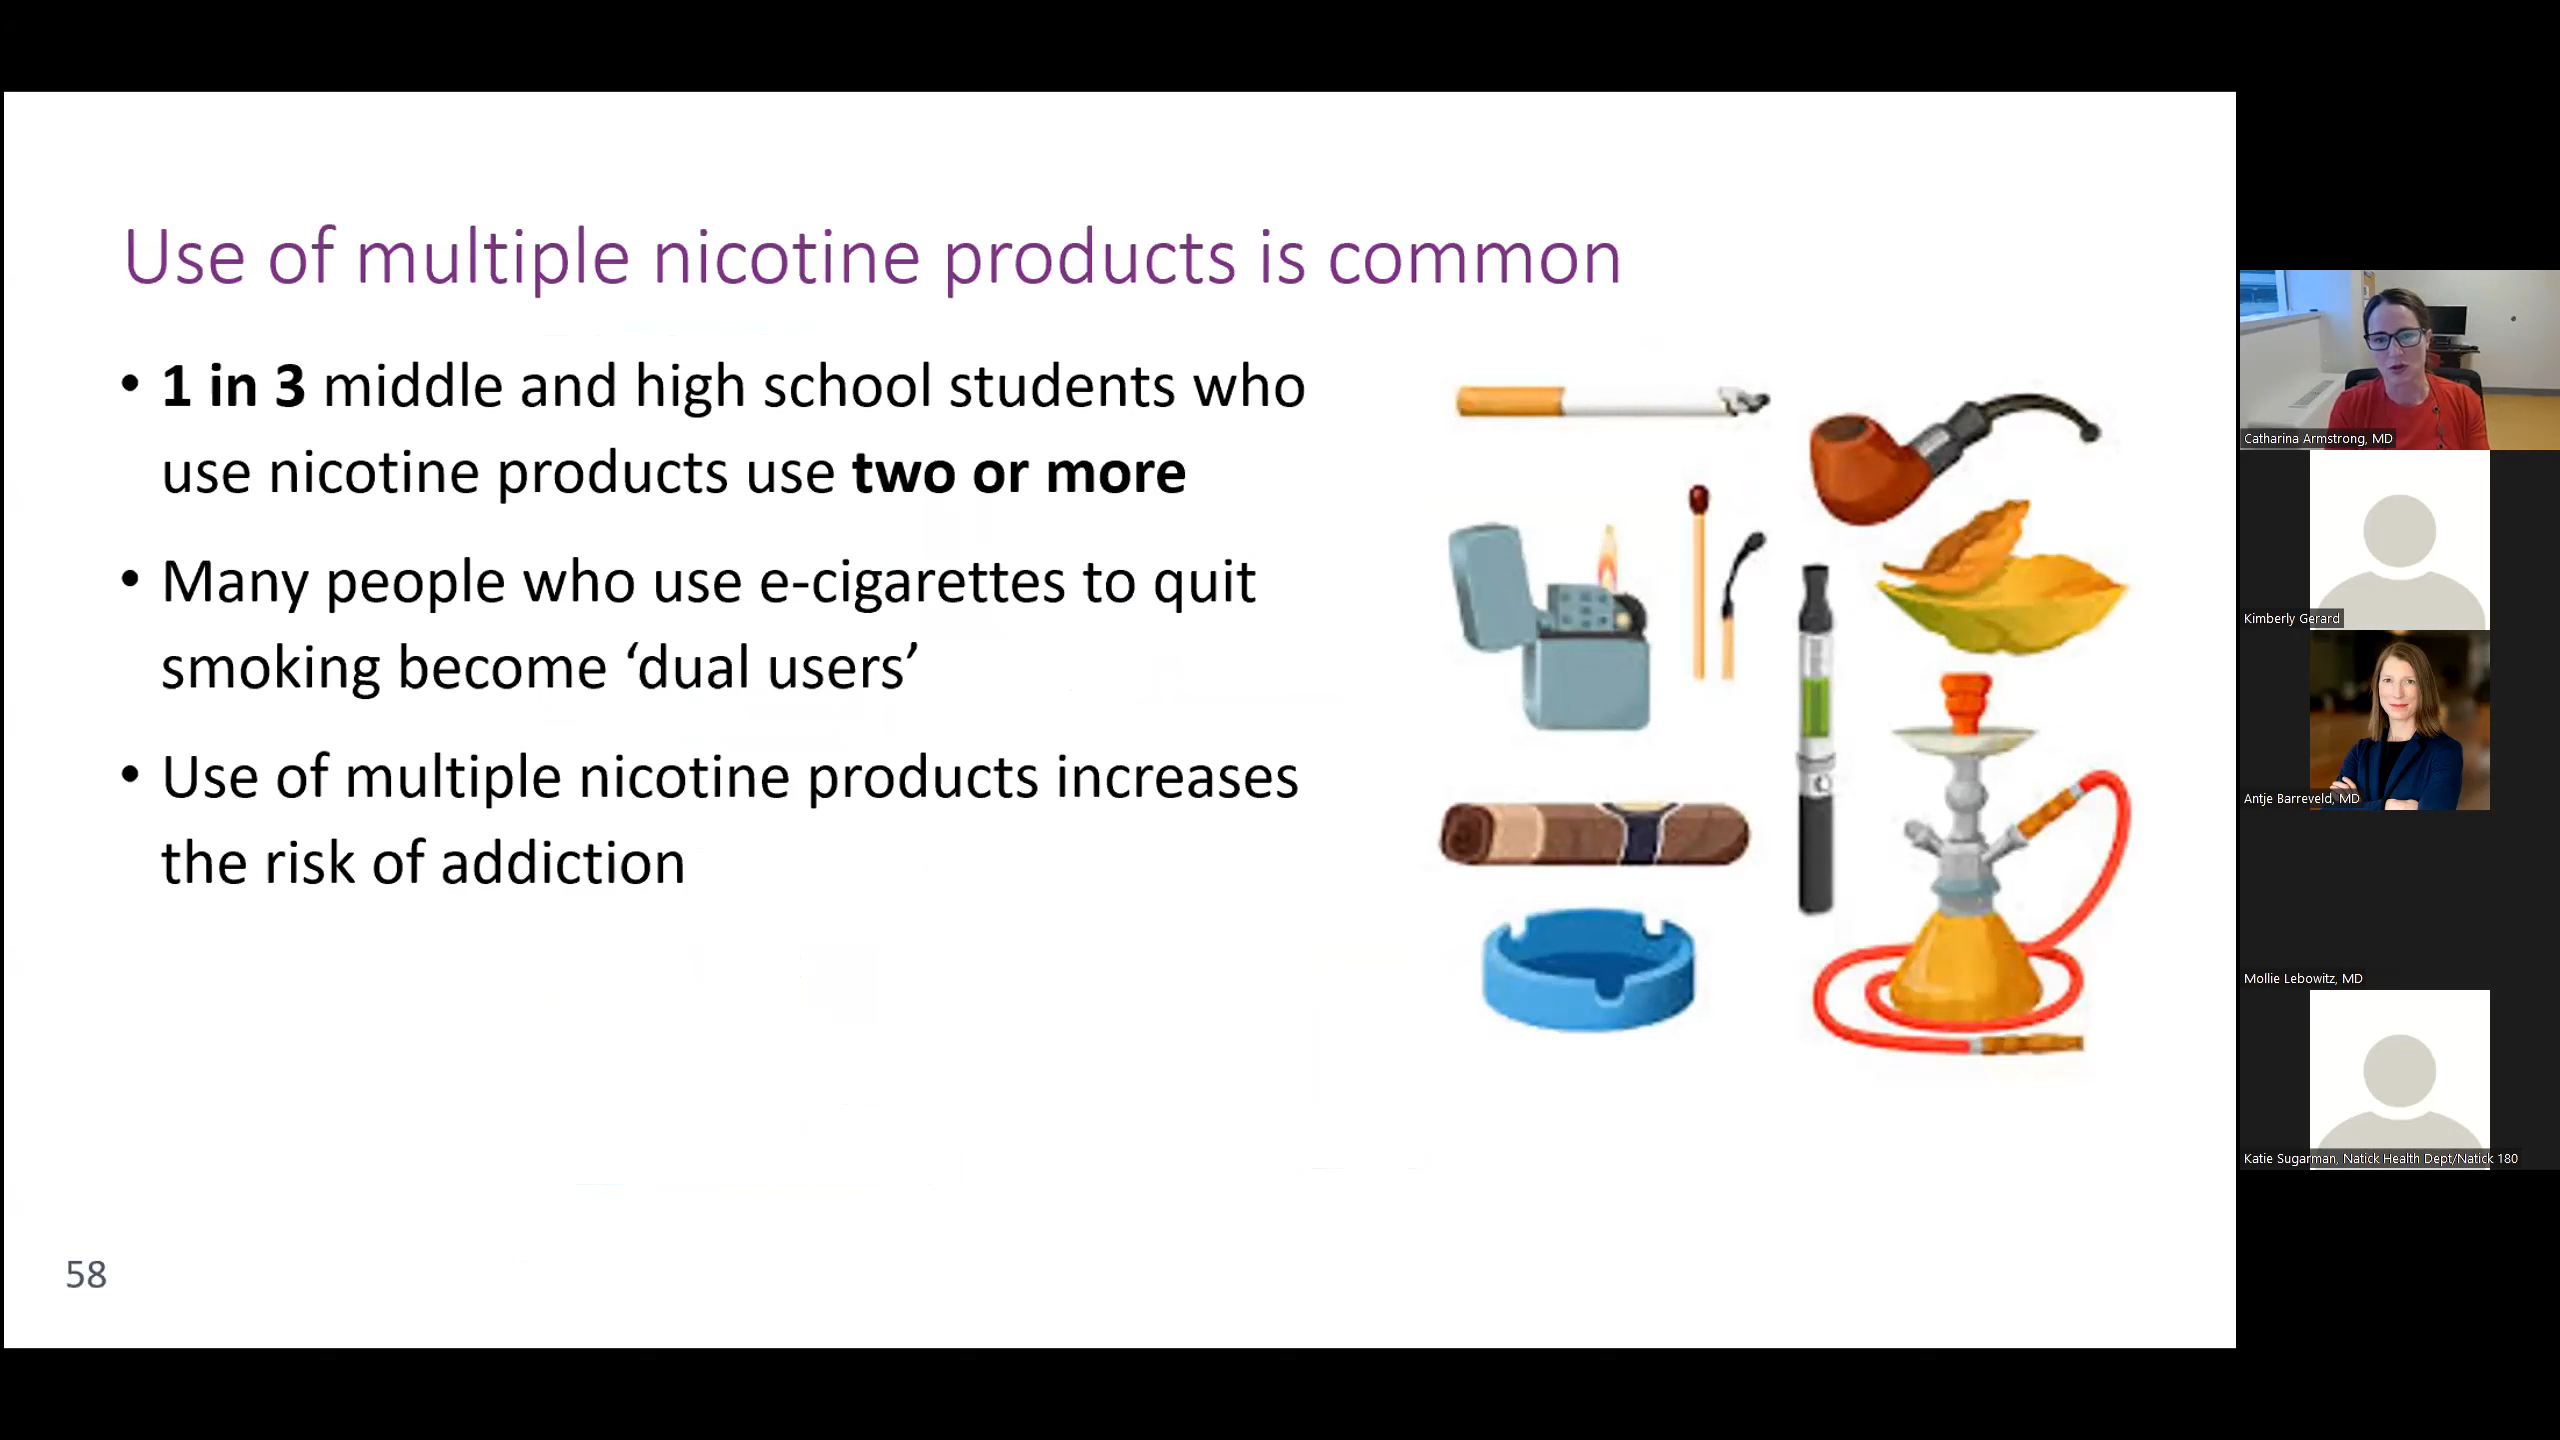 Use of multiple nicotine products is common
• 1 in 3 middle and high school students who
use nicotine products use two or more
• Many people who use e-cigarettes to quit
smoking become ‘dual users’
• Use of multiple nicotine products increases
the risk of addiction
58
Catharina Armstrong, MD
Kimberly Gerard
Antje Barreveld, MD
Mollie Lebowitz, MD
Katie Sugarman, Natick Health Dept/Natick 180